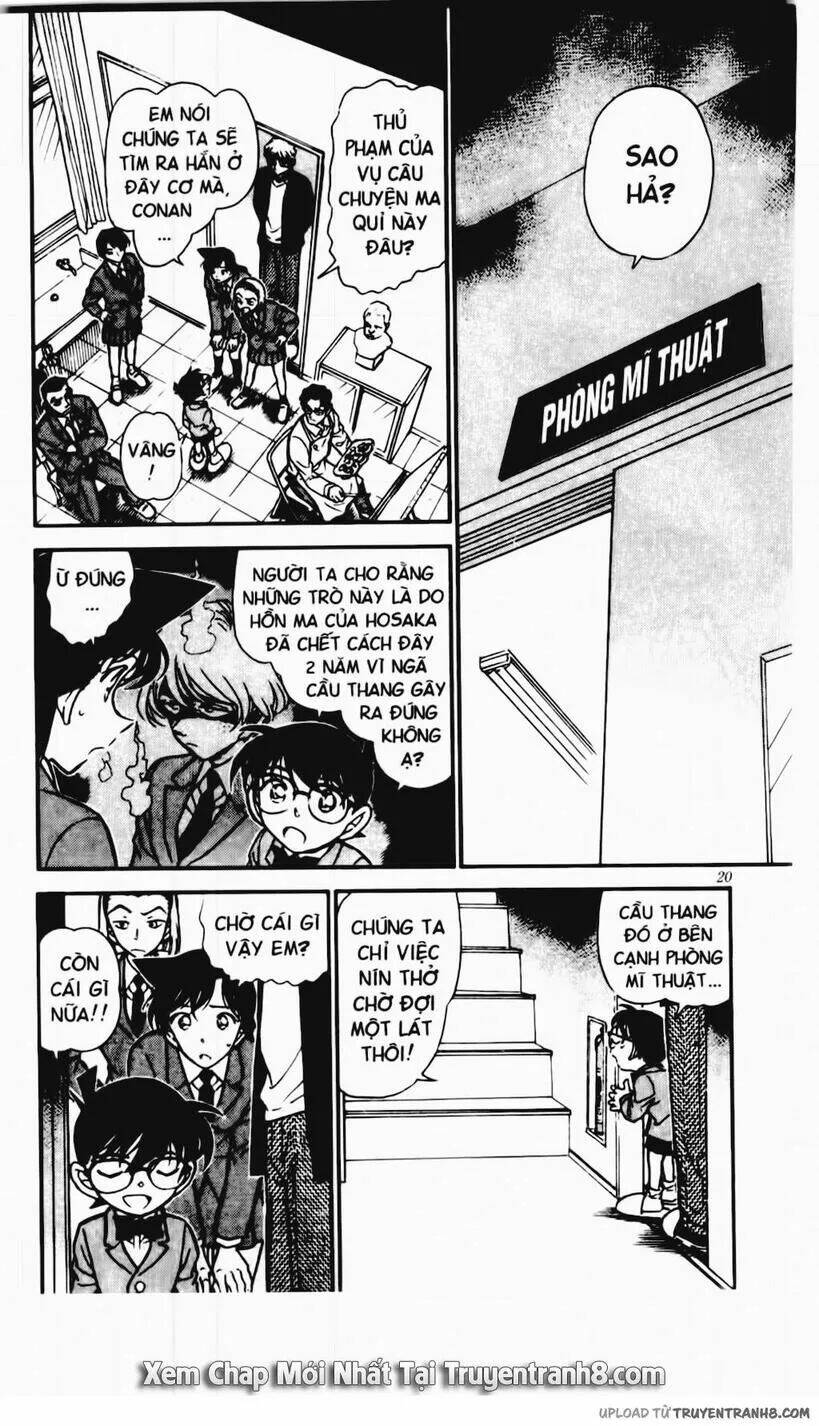 SAO
HẢ?
PHÒNG MĨ THUẬT
THỦ
PHẠM CỦA
VỤ CÂU
CHUYỆN MA
QUỈ NÀY
ĐÂU?
EM NÓI
CHÚNG TA SẼ
TÌM RA HẮN Ở
ĐÂY CƠ MÀ,
CONAN
...
VÂNG
!
NGƯỜI TA CHO RẰNG
NHỮNG TRÒ NÀY LÀ DO
HỒN MA CỦA HOSAKA
ĐÃ CHẾT CÁCH ĐÂY
2 NĂM VÌ NGÃ
CẦU THANG GÂY
RA ĐÚNG
KHÔNG
Ạ?
Ừ ĐÚNG
...
20
CẦU THANG
ĐÓ Ở BÊN
CẠNH PHÒNG
MĨ THUẬT...
CHÚNG TA
CHỈ VIỆC
NÍN THỞ
CHỜ ĐỢI
MỘT LÁT
THÔI!
CHỜ CÁI GÌ
VẬY EM?
CÒN
CÁI GÌ
NỮA!!
Xem Chap Mới Nhất Tại Truyentranh8.com
UPLOAD TỪ TRUYENTRANH8.COM